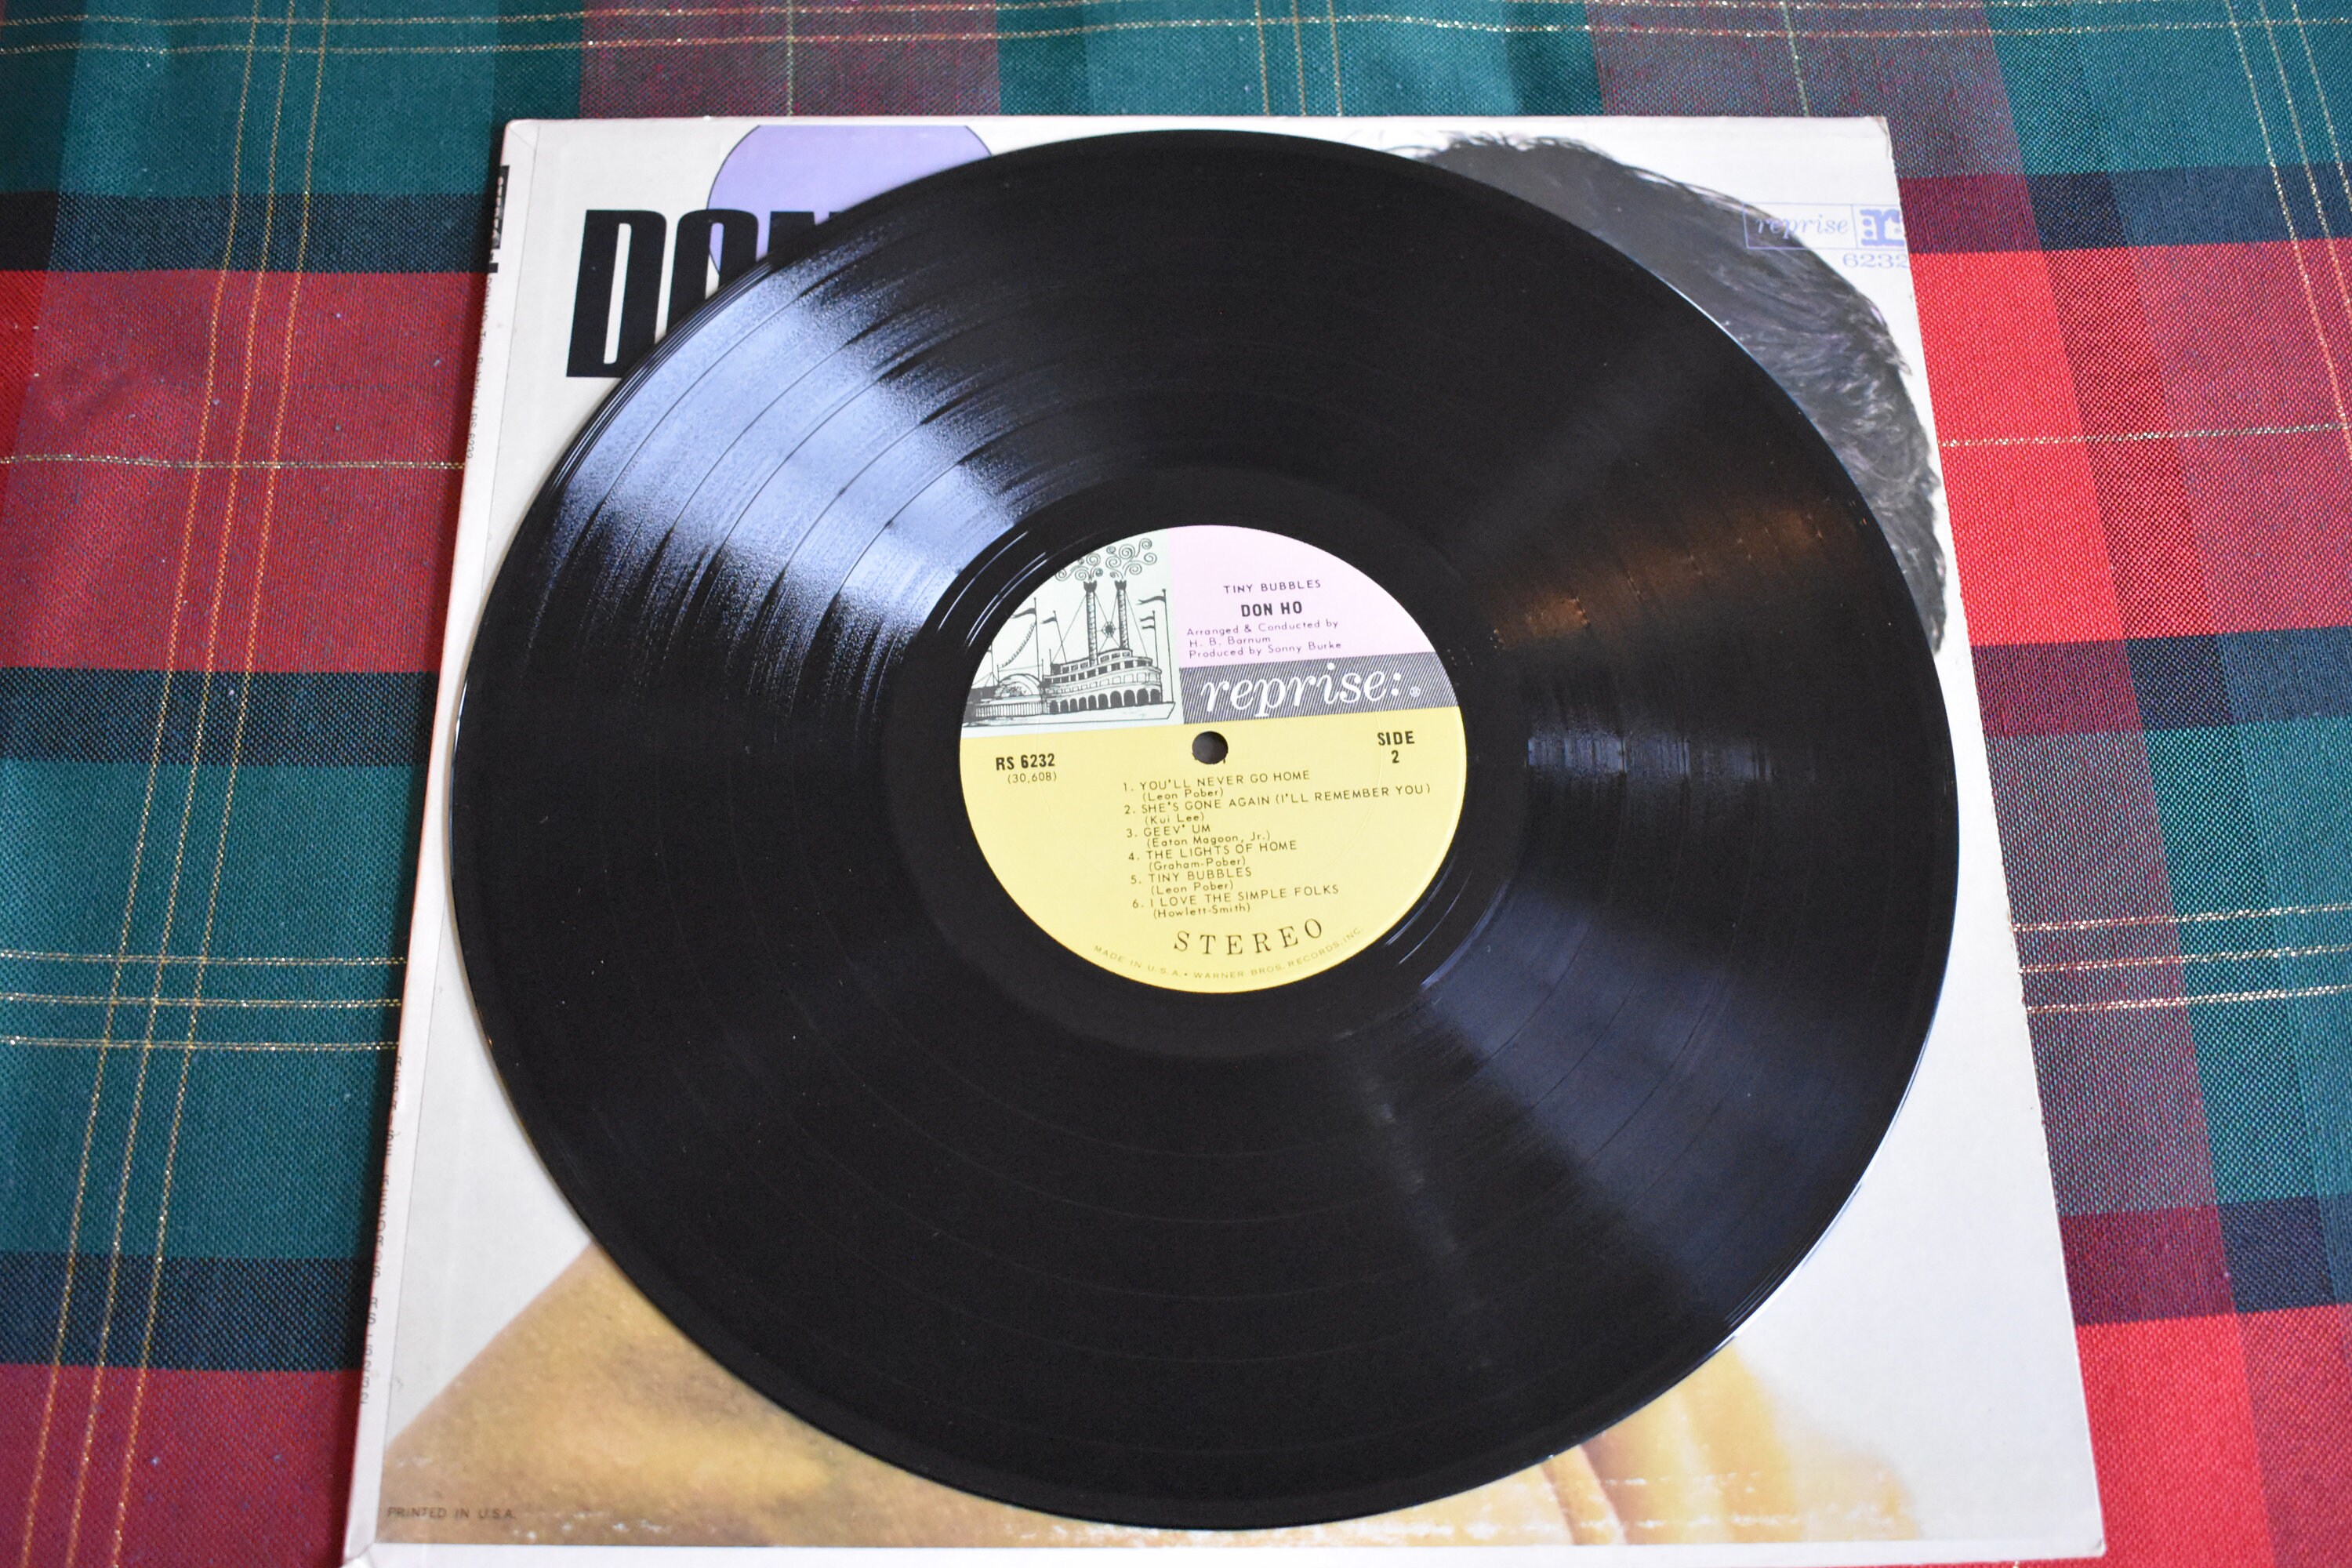 DON
reprise r:
6232
TINY BUBBLES
DON HO
Arranged & Conducted by
H. B. Barnum
Produced by Sonny Burke
reprise:®
RS 6232
(30,608)
SIDE
2
1. YOU'LL NEVER GO HOME
(Leon Pober)
2. SHE'S GONE AGAIN (I'LL REMEMBER YOU)
(Kui Lee)
3. GEEV' UM
(Eaton Magoon, Jr.)
4. THE LIGHTS OF HOME
(Graham-Pober)
5. TINY BUBBLES
(Leon Pober)
6. I LOVE THE SIMPLE FOLKS
(Howlett-Smith)
STEREO
MADE IN U.S.A. • WARNER BROS. RECORDS, INC.
PRINTED IN U.S.A.